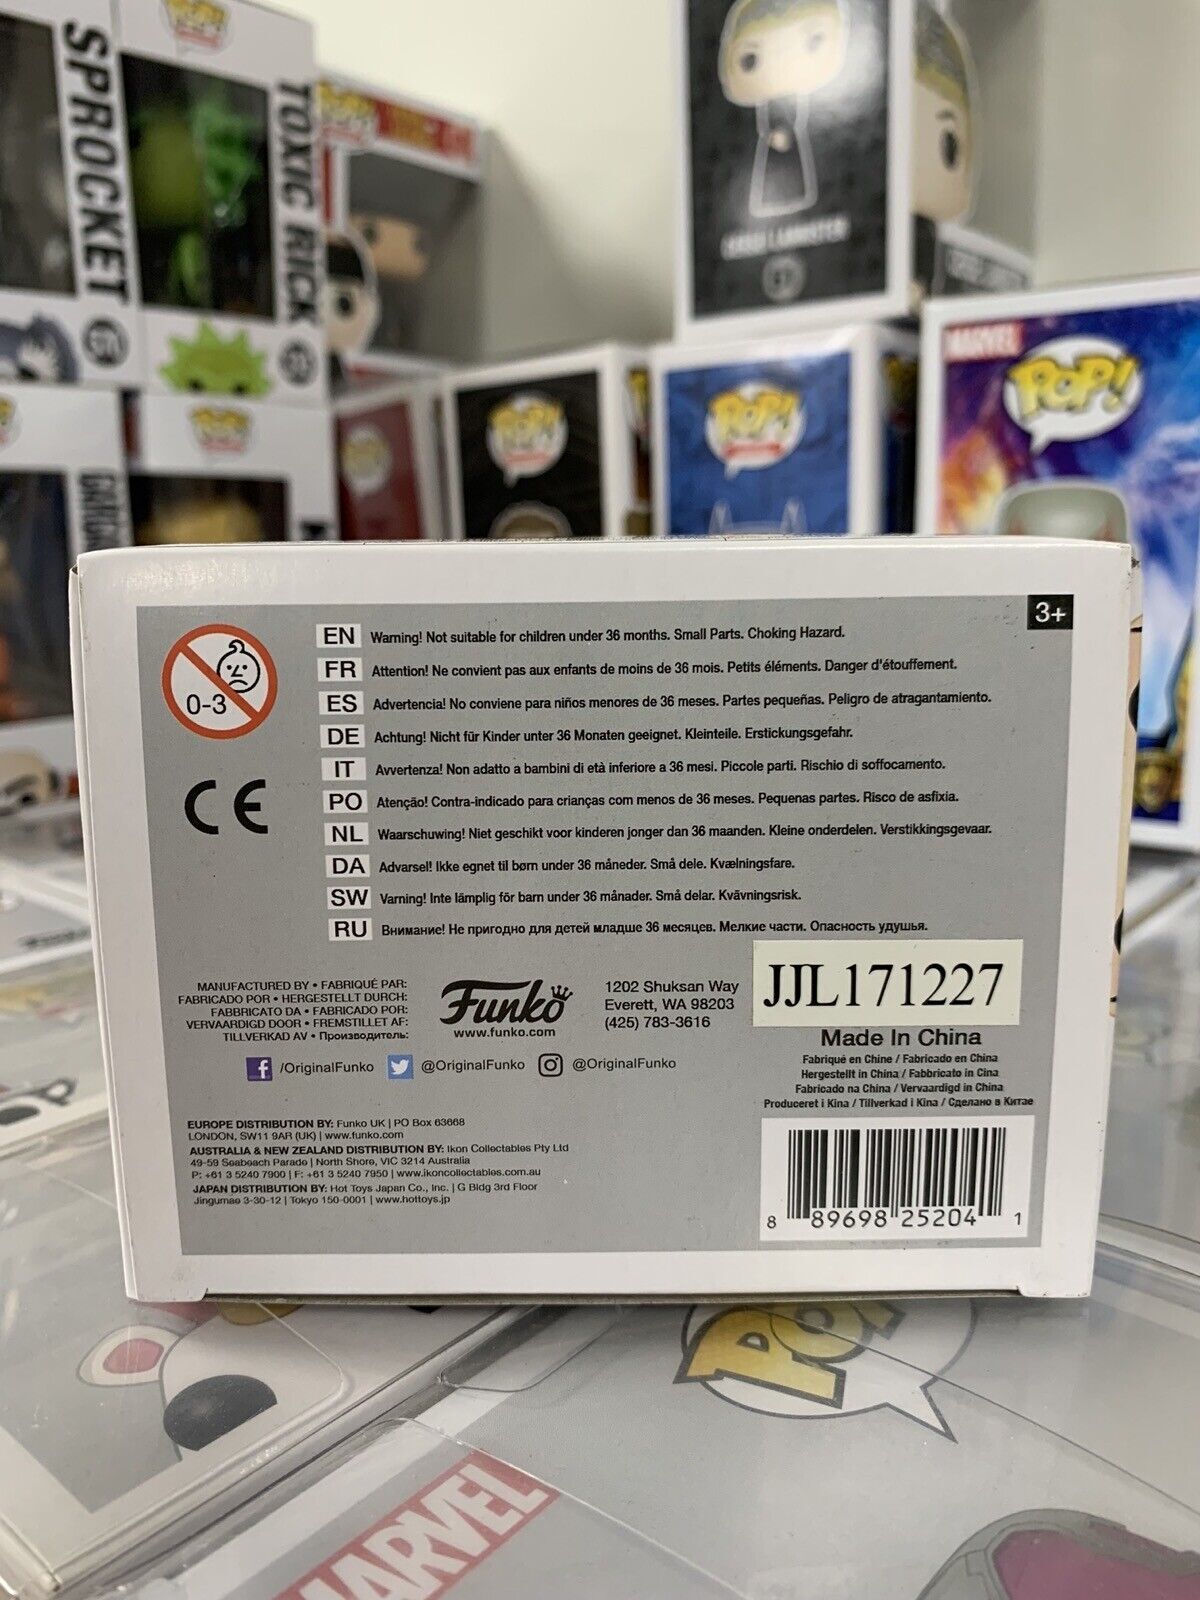 SPROCKET
TOXIC RICK
MARVEL
POP!
POP!
POP!
3+
0-3
CE
EN Warning! Not suitable for children under 36 months. Small Parts. Choking Hazard.
FR Attention! Ne convient pas aux enfants de moins de 36 mois. Petits éléments. Danger d'étouffement.
ES Advertencia! No conviene para niños menores de 36 meses. Partes pequeñas. Peligro de atragantamiento.
DE Achtung! Nicht für Kinder unter 36 Monaten geeignet. Kleinteile. Erstickungsgefahr.
IT Avvertenza! Non adatto a bambini di età inferiore a 36 mesi. Piccole parti. Rischio di soffocamento.
PO Atenção! Contra-indicado para crianças com menos de 36 meses. Pequenas partes. Risco de asfixia.
NL Waarschuwing! Niet geschikt voor kinderen jonger dan 36 maanden. Kleine onderdelen. Verstikkingsgevaar.
DA Advarsel! Ikke egnet til børn under 36 måneder. Små dele. Kvælningsfare.
SW Varning! Inte lämplig för barn under 36 månader. Små delar. Kvävningsrisk.
RU Внимание! Не пригодно для детей младше 36 месяцев. Мелкие части. Опасность удушья.
MANUFACTURED BY • FABRIQUÉ PAR:
FABRICADO POR • HERGESTELLT DURCH:
FABBRICATO DA • FABRICADO POR:
VERVAARDIGD DOOR • FREMSTILLET AF:
TILLVERKAD AV • Производитель:
Funko
www.funko.com
1202 Shuksan Way
Everett, WA 98203
(425) 783-3616
/OriginalFunko @OriginalFunko @OriginalFunko
JJL171227
Made In China
Fabriqué en Chine / Fabricado en China
Hergestellt in China / Fabbricato in Cina
Fabricado na China / Vervaardigd in China
Produceret i Kina / Tillverkad i Kina / Сделано в Китае
EUROPE DISTRIBUTION BY: Funko UK | PO Box 63668
LONDON, SW11 9AR (UK) | www.funko.com
AUSTRALIA & NEW ZEALAND DISTRIBUTION BY: Ikon Collectables Pty Ltd
49-59 Seabeach Parade | North Shore, VIC 3214 Australia
P: +61 3 5240 7900 | F: +61 3 5240 7950 | www.ikoncollectables.com.au
JAPAN DISTRIBUTION BY: Hot Toys Japan Co., Inc. | G Bldg 3rd Floor
Jingumae 3-30-12 | Tokyo 150-0001 | www.hottoys.jp
8 89698 25204 1
POP!
MARVEL